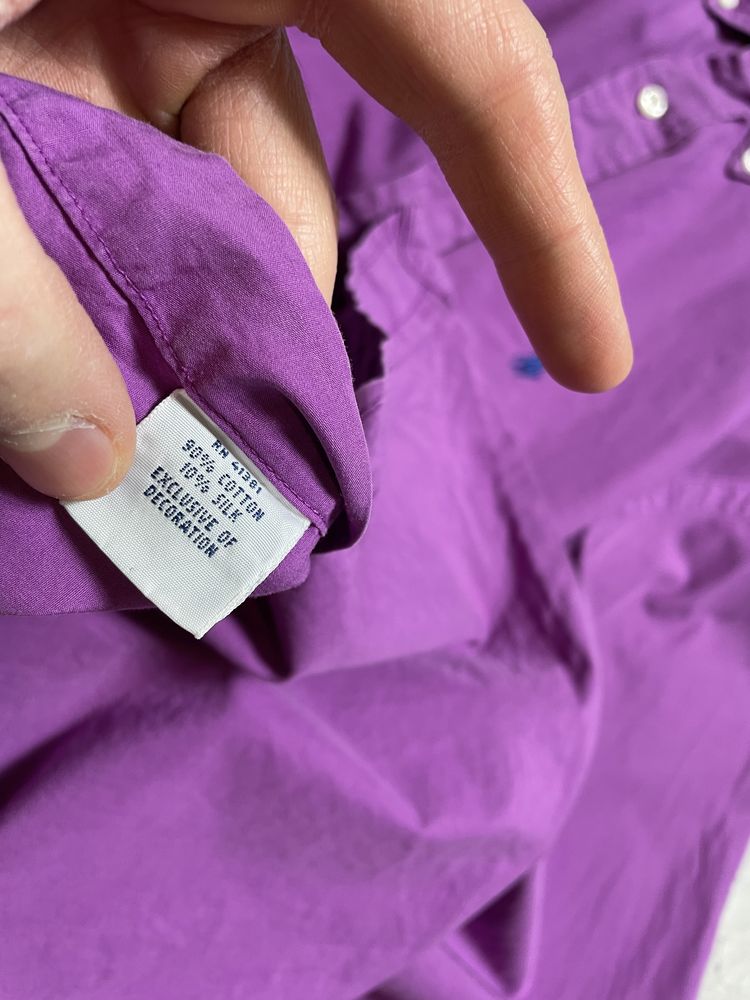 RN 41381
90% COTTON
10% SILK
EXCLUSIVE OF
DECORATION